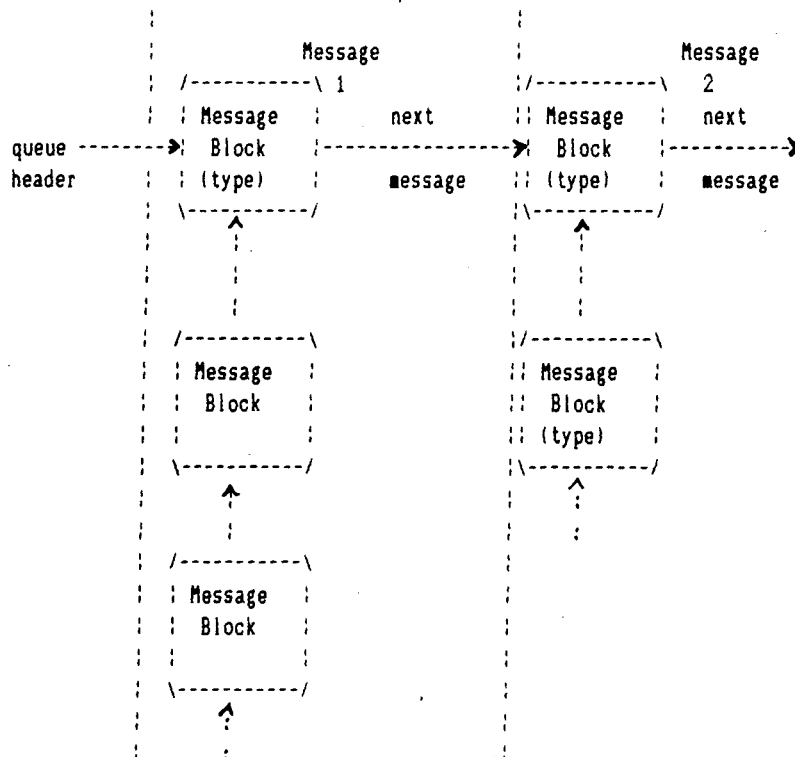 Message Message
1 2
Message next Message next
queue Block Block
header (type) message (type) message
Message Message
Block Block
(type)
Message
Block